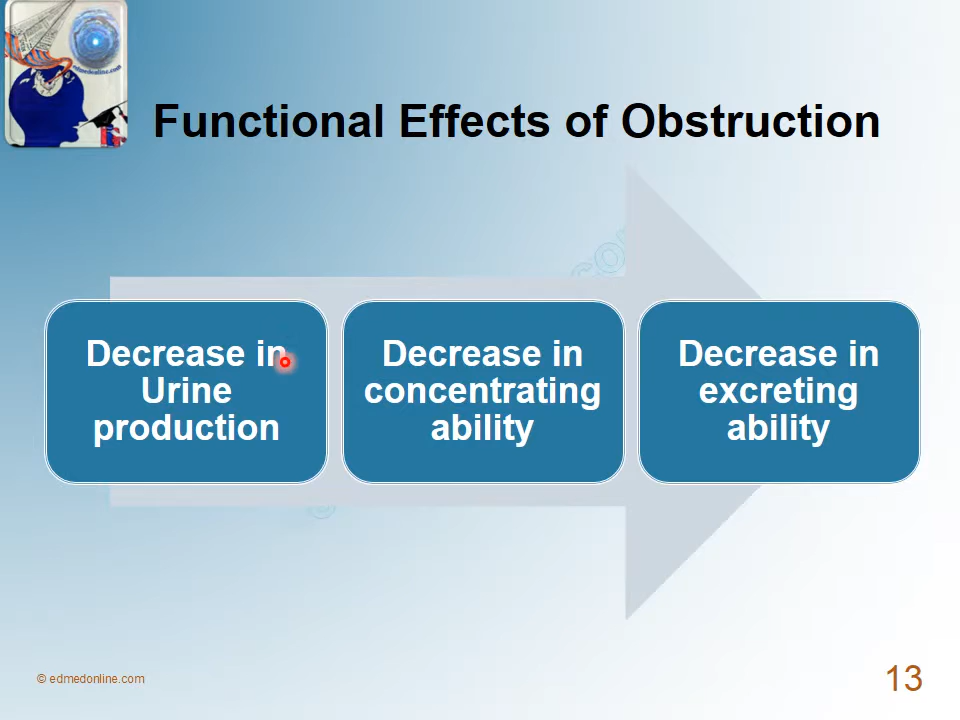 Functional Effects of Obstruction
Decrease in
Urine
production
Decrease in
concentrating
ability
Decrease in
excreting
ability
© edmedonline.com
13